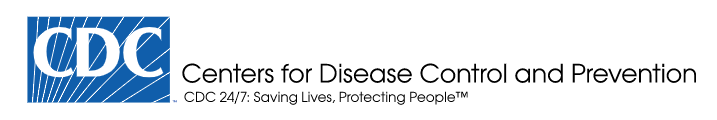 CDC
Centers for Disease Control and Prevention
CDC 24/7: Saving Lives, Protecting People™